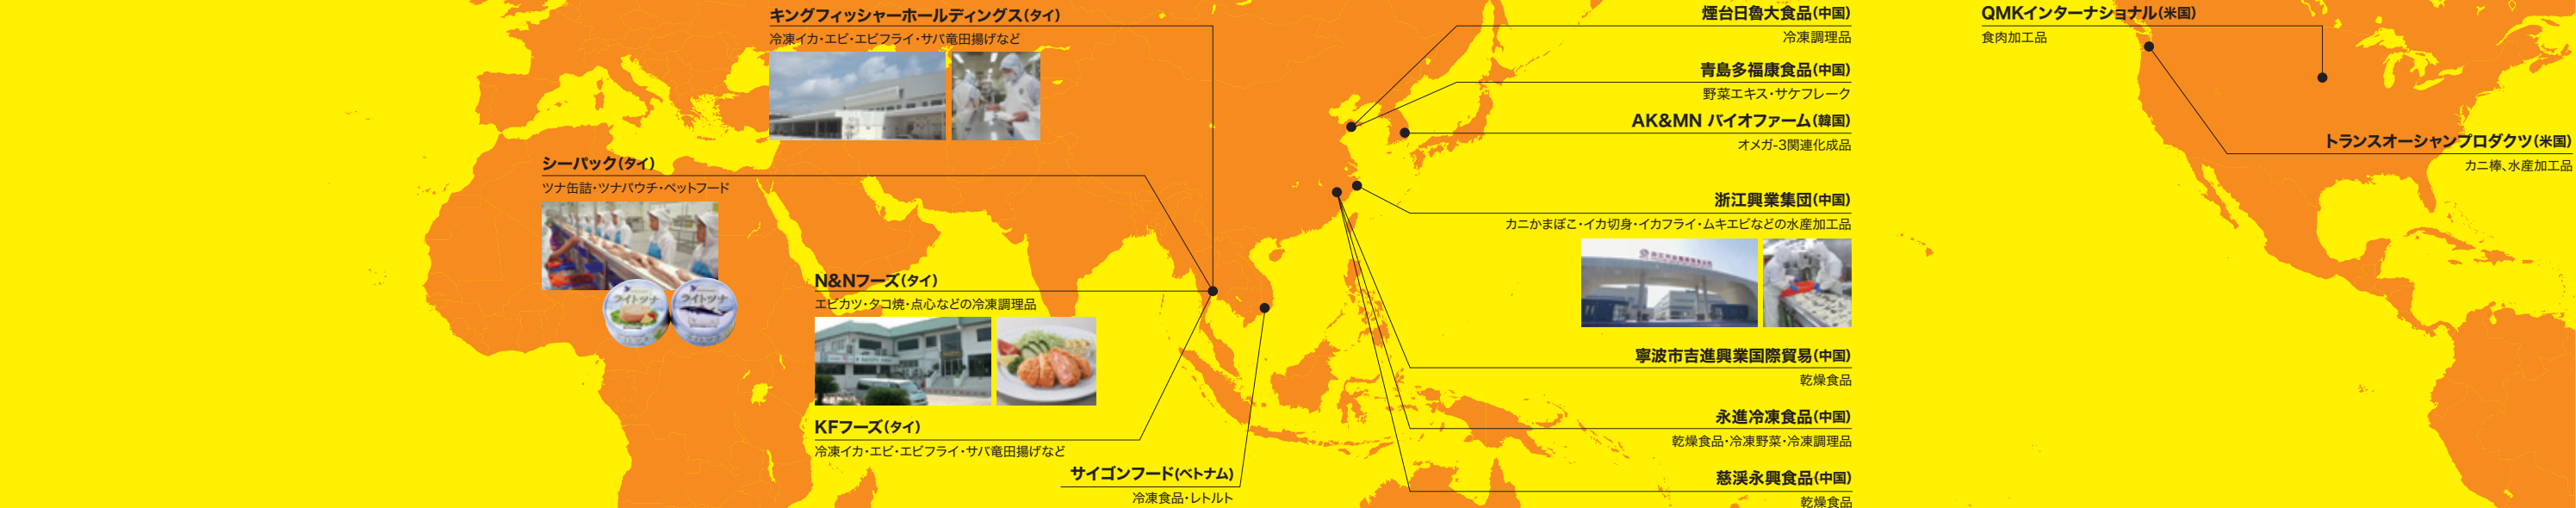 キングフィッシャーホールディングス(タイ)
冷凍イカ・エビ・エビフライ・サバ竜田揚げなど
シーパック(タイ)
ツナ缶詰・ツナパウチ・ペットフード
ライトツナ
ライトツナ
N&Nフーズ(タイ)
エビカツ・タコ焼・点心などの冷凍調理品
KFフーズ(タイ)
冷凍イカ・エビ・エビフライ・サバ竜田揚げなど
サイゴンフード(ベトナム)
冷凍食品・レトルト
煙台日魯大食品(中国)
冷凍調理品
青島多福康食品(中国)
野菜エキス・サケフレーク
AK&MN バイオファーム(韓国)
オメガ-3関連化成品
浙江興業集団(中国)
カニかまぼこ・イカ切身・イカフライ・ムキエビなどの水産加工品
寧波市吉進興業国際貿易(中国)
乾燥食品
永進冷凍食品(中国)
乾燥食品・冷凍野菜・冷凍調理品
慈渓永興食品(中国)
乾燥食品
QMKインターナショナル(米国)
食肉加工品
トランスオーシャンプロダクツ(米国)
カニ棒、水産加工品